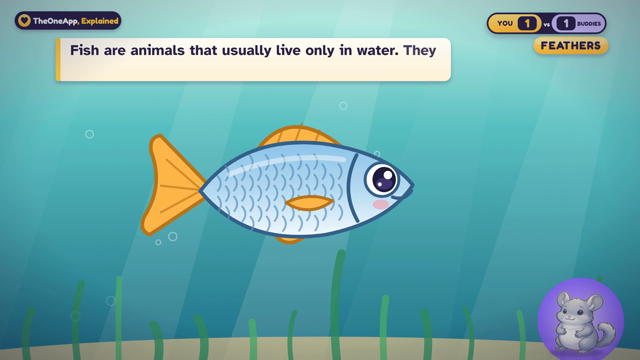 TheOneApp, Explained
YOU 1 VS 1 BUDDIES
FEATHERS
Fish are animals that usually live only in water. They